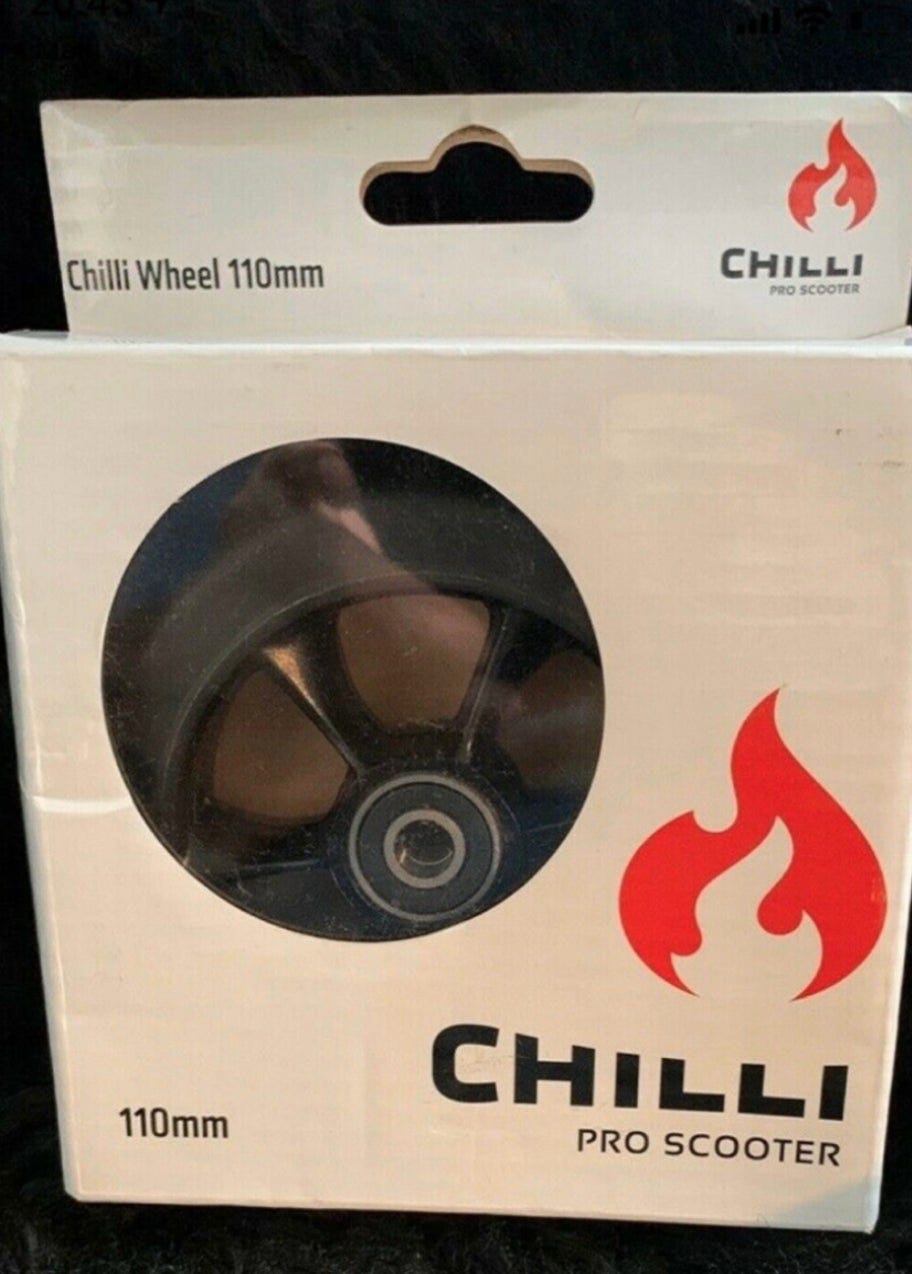 Chilli Wheel 110mm
CHILLI
PRO SCOOTER
110mm
CHILLI
PRO SCOOTER